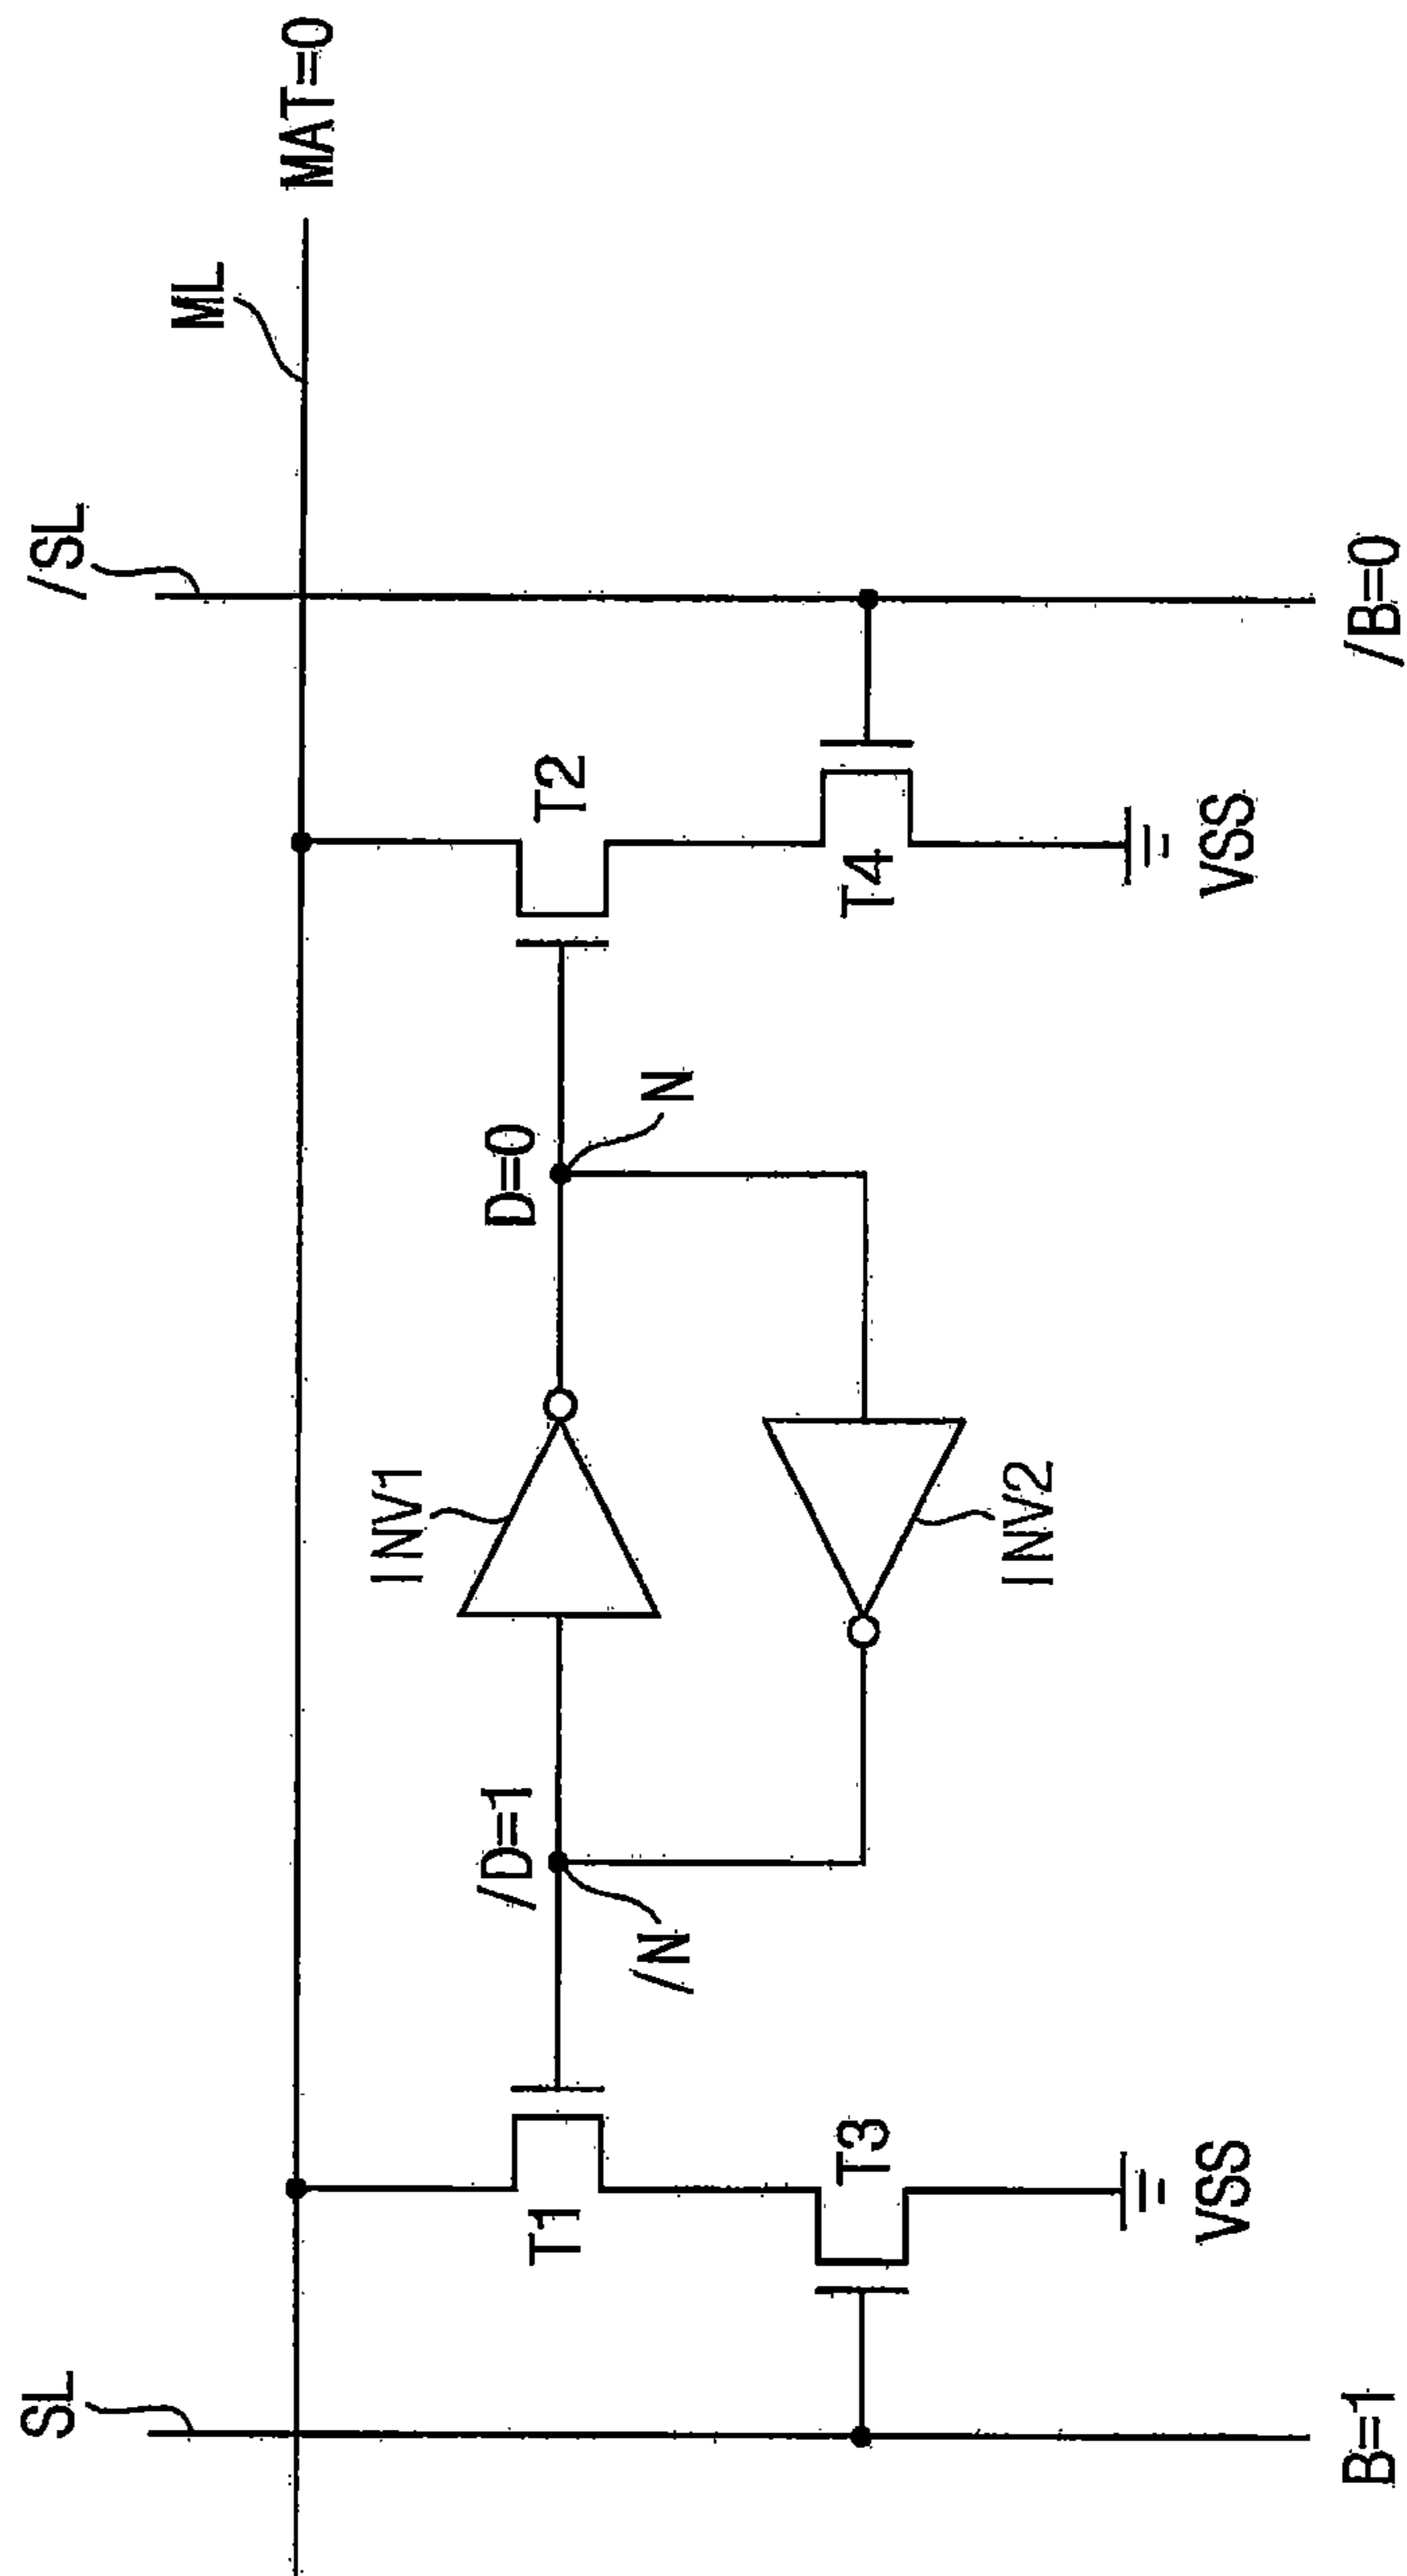 SL
/SL
ML
MAT=0
T1
/D=1
INV1
D=0
T2
/N
N
T3
INV2
T4
VSS
VSS
B=1
/B=0